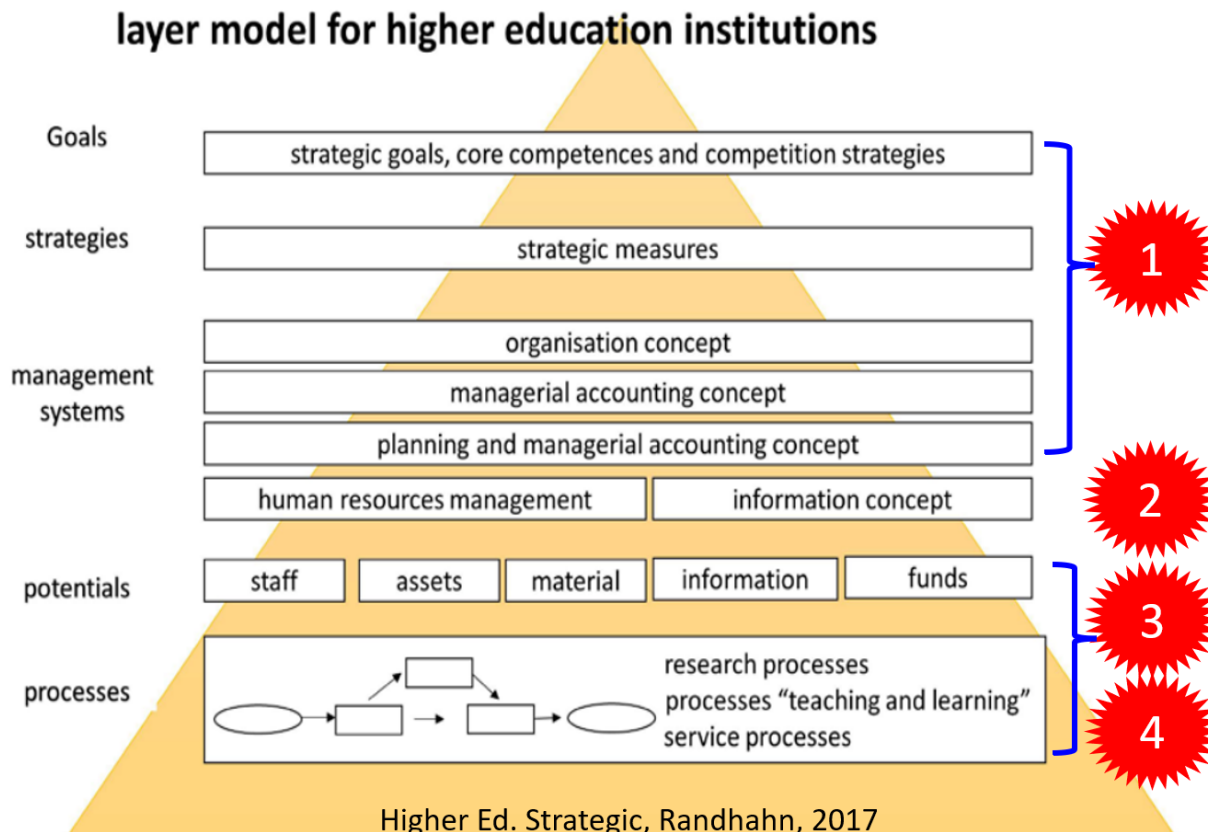 layer model for higher education institutions
Goals
strategic goals, core competences and competition strategies
1
strategies
strategic measures
organisation concept
management
systems
managerial accounting concept
planning and managerial accounting concept
human resources management
information concept
2
potentials
staff
assets
material
information
funds
3
processes
research processes
processes “teaching and learning”
service processes
4
Higher Ed. Strategic, Randhahn, 2017